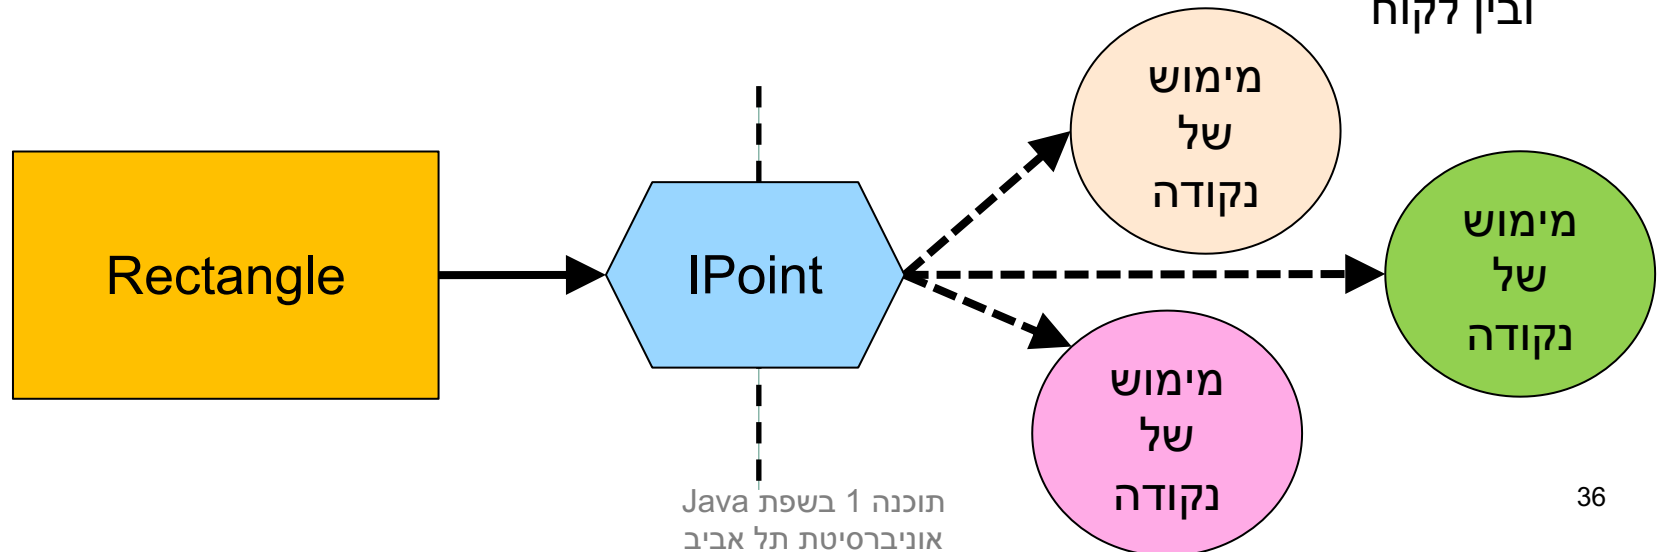 ובין לקוח
מימוש
של
נקודה
Rectangle
IPoint
מימוש
של
נקודה
מימוש
של
נקודה
תוכנה 1 בשפת Java
אוניברסיטת תל אביב
36